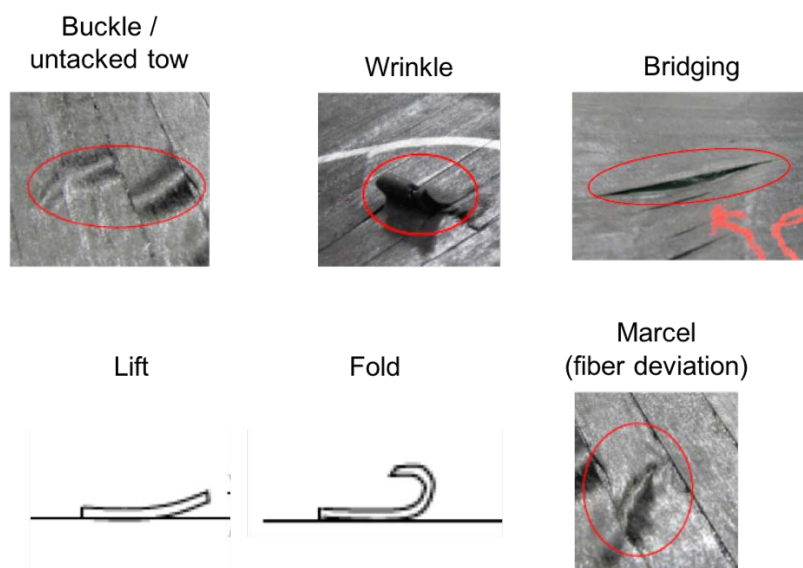 Buckle /
untacked tow
Wrinkle
Bridging
Lift
Fold
Marcel
(fiber deviation)